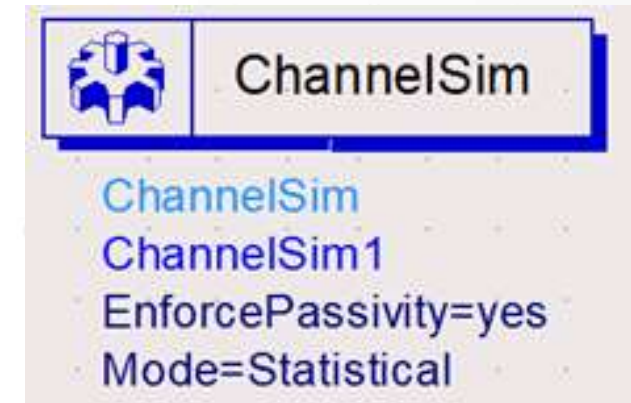 ChannelSim
ChannelSim
ChannelSim1
EnforcePassivity=yes
Mode=Statistical